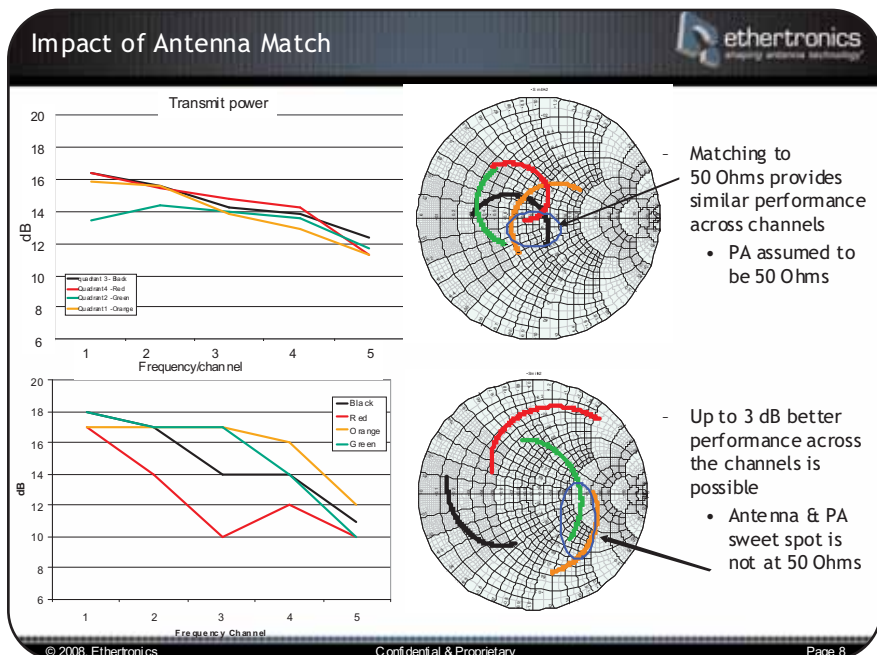 Impact of Antenna Match
ethertronics
shaping antenna technology
Transmit power
20
18
16
14
12
10
8
6
dB
quadrant 3- Black
Quadrant4 -Red
Quadrant2 -Green
Quadrant1 -Orange
1 2 3 4 5
Frequency/channel
Matching to
50 Ohms provides
similar performance
across channels
• PA assumed to
be 50 Ohms
20
18
16
14
12
10
8
6
dB
Black
Red
Orange
Green
1 2 3 4 5
Frequency Channel
Up to 3 dB better
performance across
the channels is
possible
• Antenna & PA
sweet spot is
not at 50 Ohms
© 2008 Ethertronics
Confidential & Proprietary
Page 8